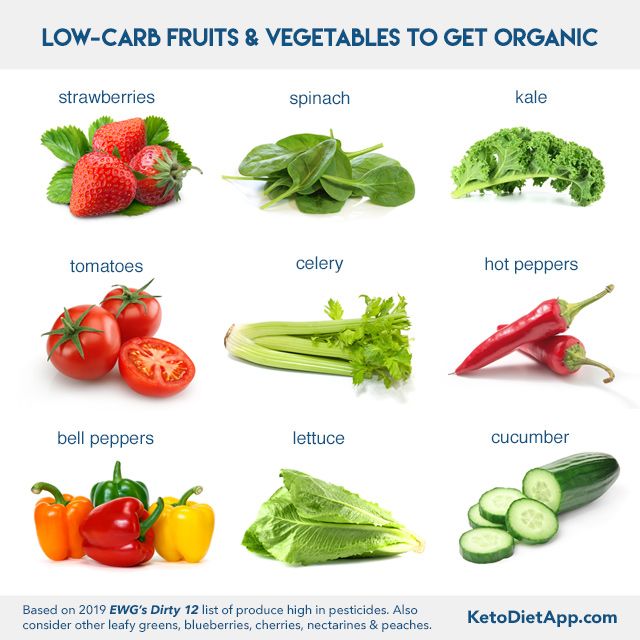 LOW-CARB FRUITS & VEGETABLES TO GET ORGANIC
strawberries
spinach
kale
tomatoes
celery
hot peppers
bell peppers
lettuce
cucumber
Based on 2019 EWG's Dirty 12 list of produce high in pesticides. Also
consider other leafy greens, blueberries, cherries, nectarines & peaches.
KetoDietApp.com